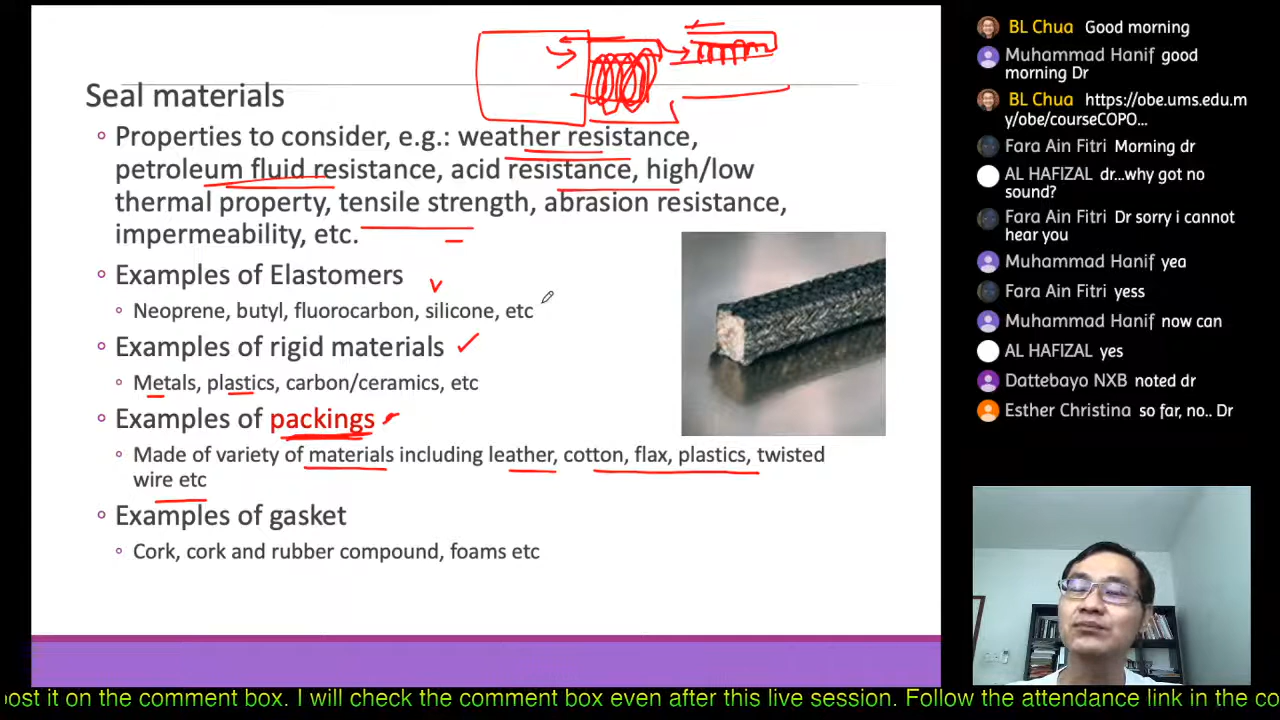 Seal materials
Properties to consider, e.g.: weather resistance,
petroleum fluid resistance, acid resistance, high/low
thermal property, tensile strength, abrasion resistance,
impermeability, etc.
Examples of Elastomers
Neoprene, butyl, fluorocarbon, silicone, etc
Examples of rigid materials
Metals, plastics, carbon/ceramics, etc
Examples of packings
Made of variety of materials including leather, cotton, flax, plastics, twisted
wire etc
Examples of gasket
Cork, cork and rubber compound, foams etc
BL Chua Good morning
Muhammad Hanif good
morning Dr
BL Chua https://obe.ums.edu.m
y/obe/courseCOPO...
Fara Ain Fitri Morning dr
AL HAFIZAL dr...why got no
sound?
Fara Ain Fitri Dr sorry i cannot
hear you
Muhammad Hanif yea
Fara Ain Fitri yess
Muhammad Hanif now can
AL HAFIZAL yes
Dattebayo NXB noted dr
Esther Christina so far, no.. Dr
ost it on the comment box. I will check the comment box even after this live session. Follow the attendance link in the co